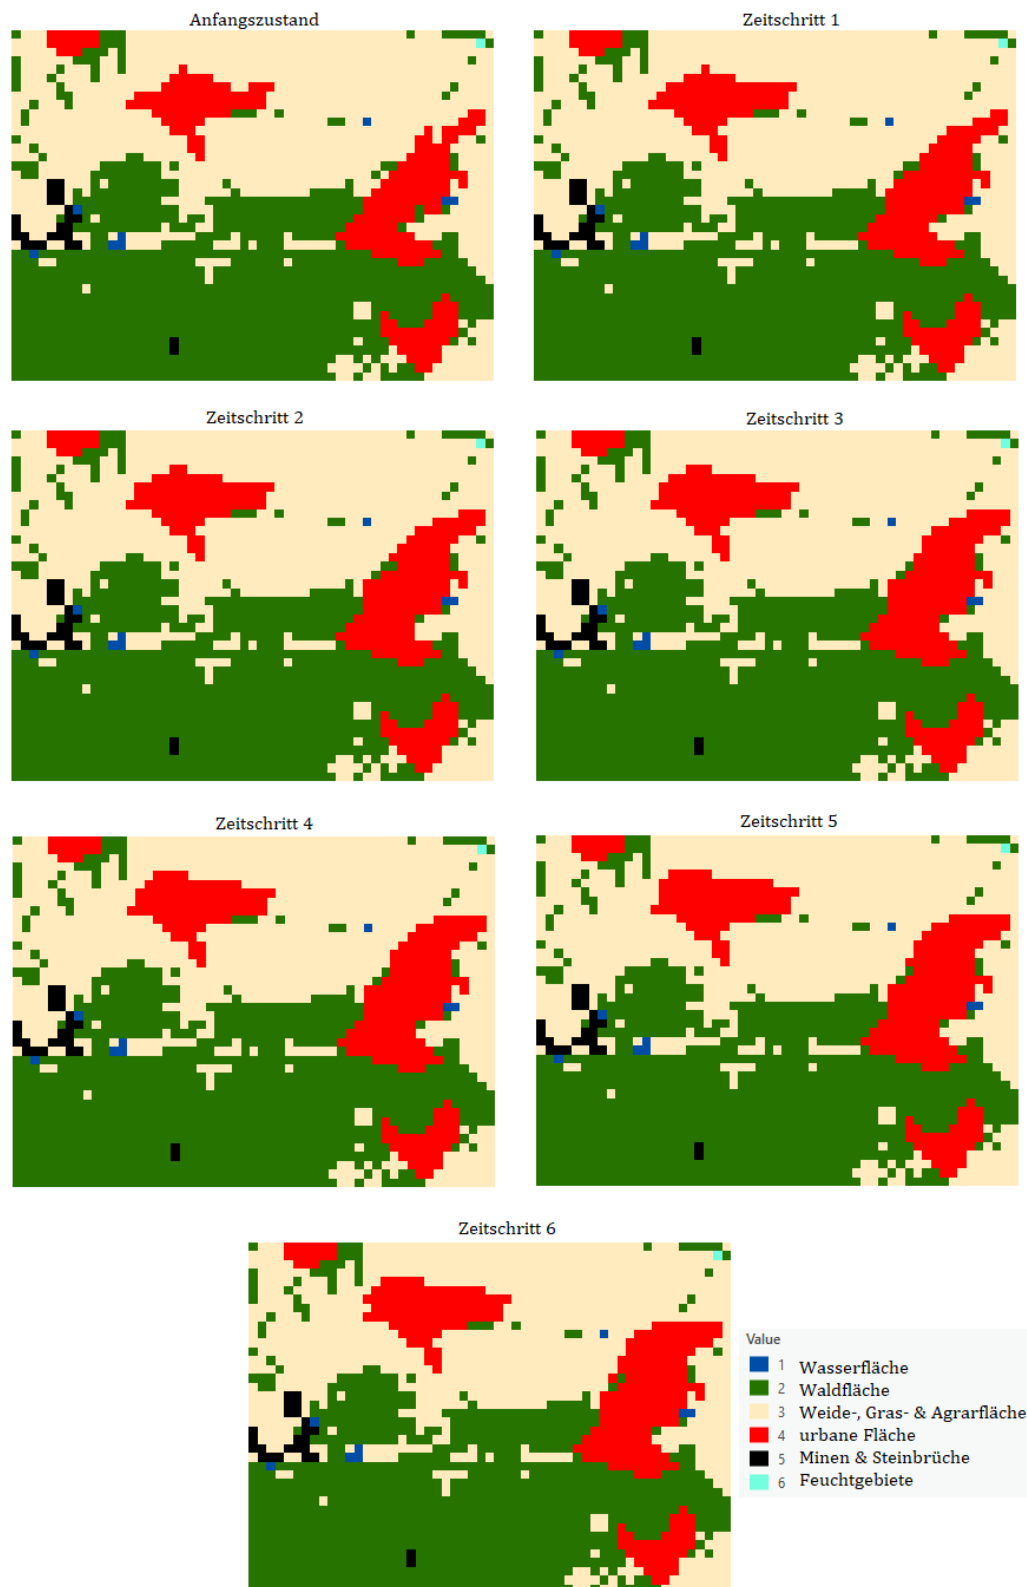 Anfangszustand
Zeitschritt 1
Zeitschritt 2
Zeitschritt 3
Zeitschritt 4
Zeitschritt 5
Zeitschritt 6
Value
1 Wasserfläche
2 Waldfläche
3 Weide-, Gras- & Agrarfläche
4 urbane Fläche
5 Minen & Steinbrüche
6 Feuchtgebiete